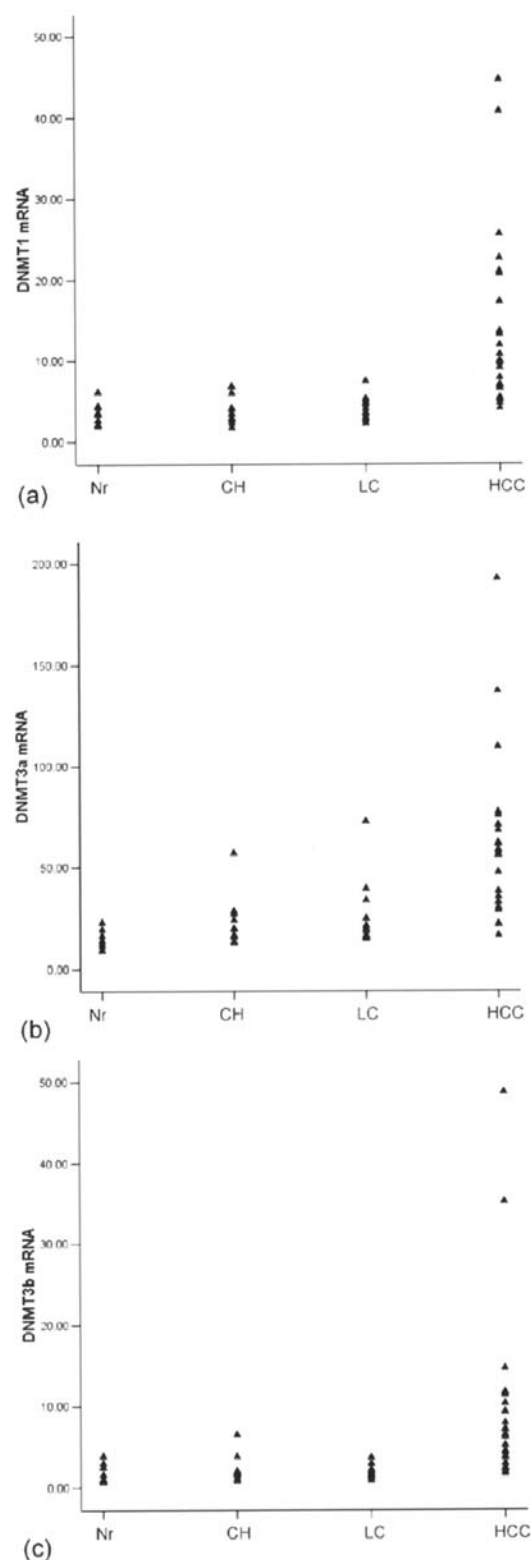 50.00
40.00
30.00
20.00
10.00
0.00
DNMT1 mRNA
Nr CH LC HCC
(a)
200.00
150.00
100.00
50.00
0.00
DNMT3a mRNA
Nr CH LC HCC
(b)
50.00
40.00
30.00
20.00
10.00
0.00
DNMT3b mRNA
Nr CH LC HCC
(c)